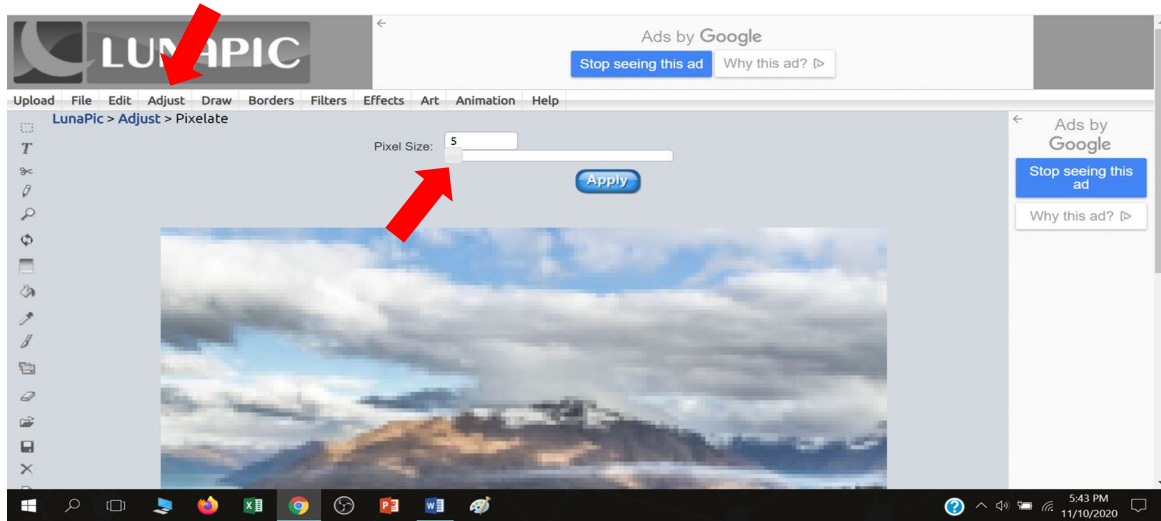 LUNAPIC
Ads by Google
Stop seeing this ad
Why this ad?
Upload File Edit Adjust Draw Borders Filters Effects Art Animation Help
LunaPic > Adjust > Pixelate
Pixel Size: 5
Apply
Ads by
Google
Stop seeing this
ad
Why this ad?
5:43 PM
11/10/2020